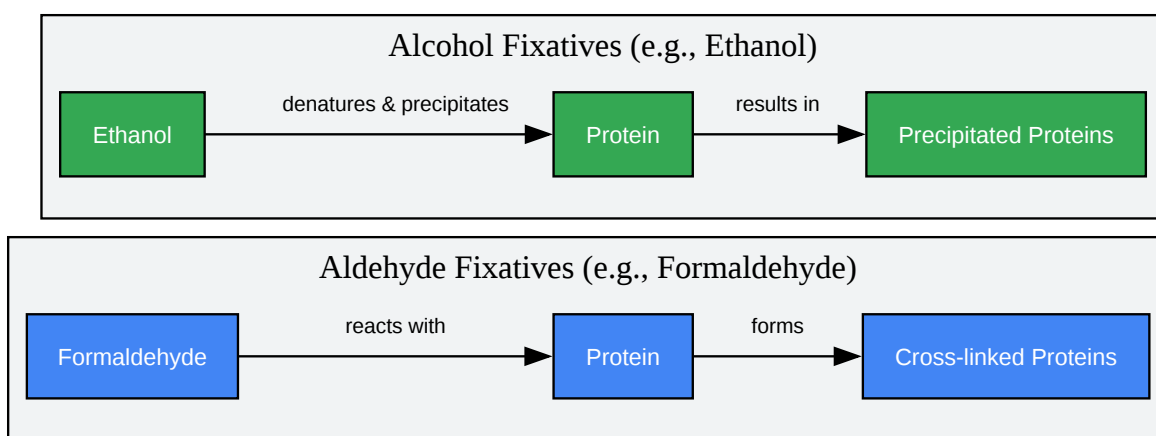 Alcohol Fixatives (e.g., Ethanol)
denatures & precipitates
results in
Ethanol
Protein
Precipitated Proteins
Aldehyde Fixatives (e.g., Formaldehyde)
reacts with
forms
Formaldehyde
Protein
Cross-linked Proteins